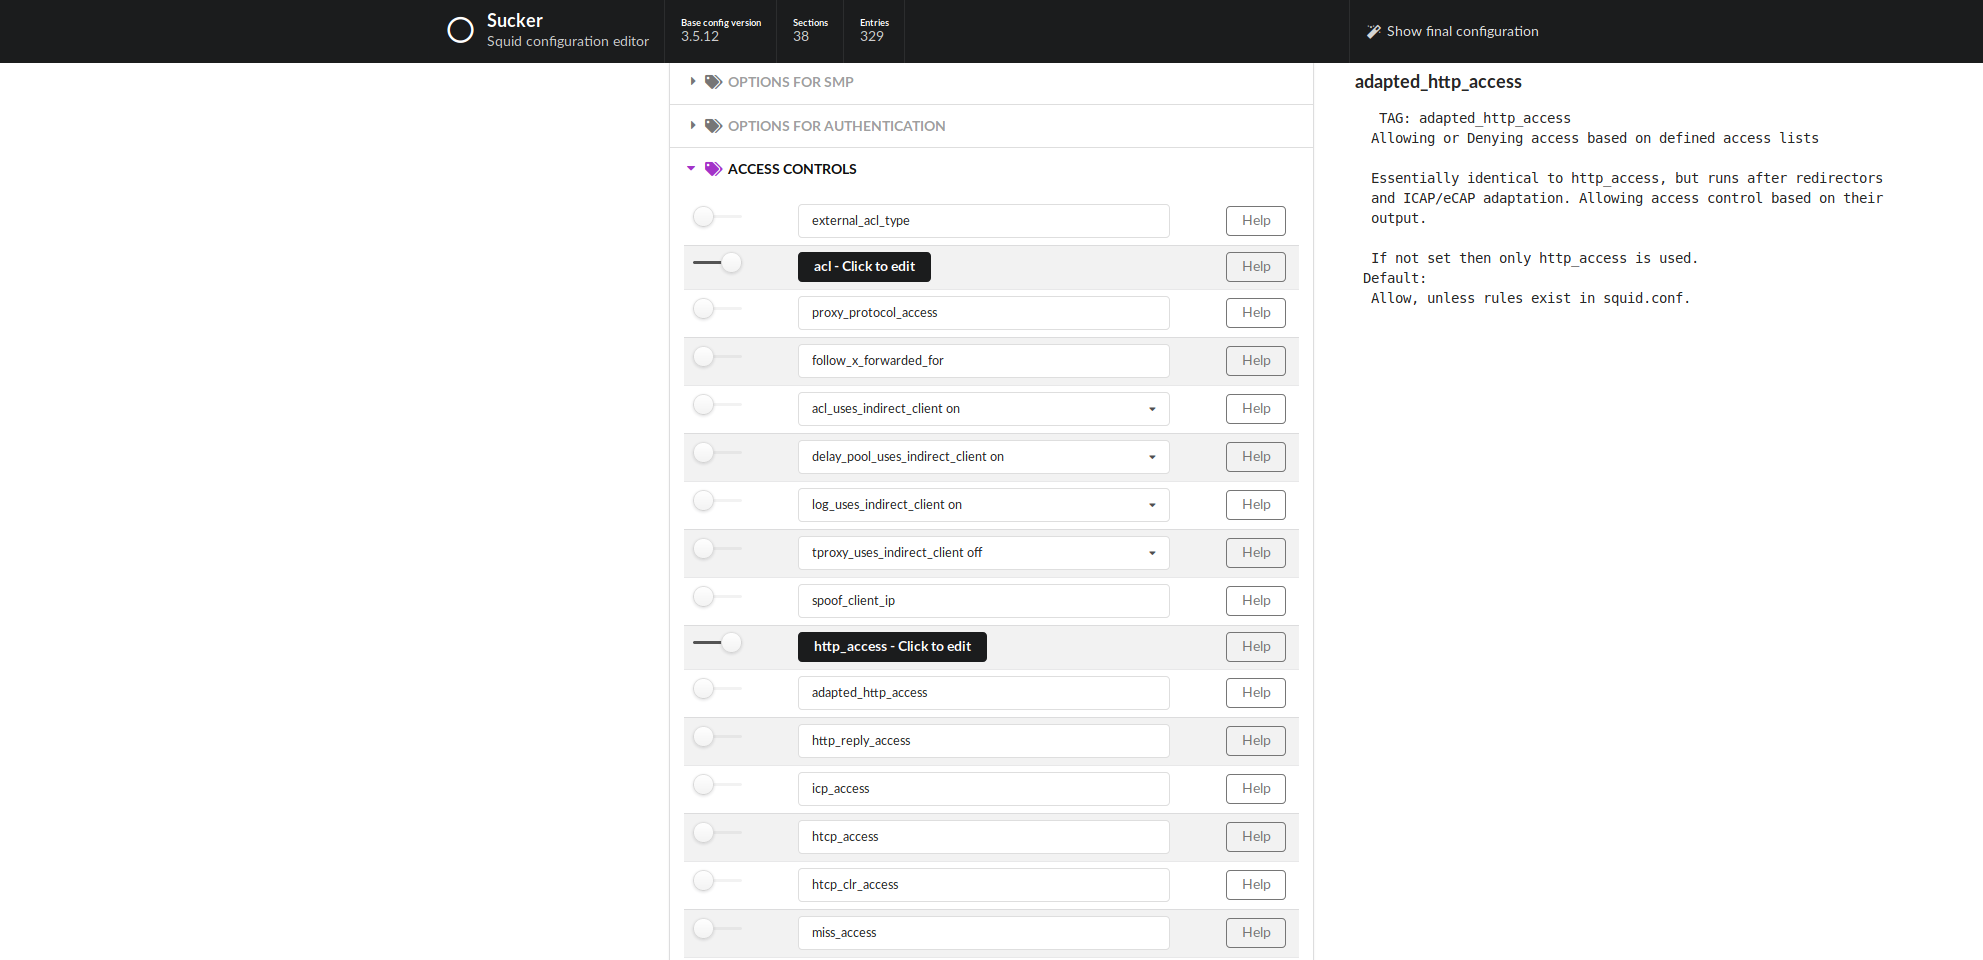 Sucker
Squid configuration editor
Base config version
3.5.12
Sections
38
Entries
329
Show final configuration
OPTIONS FOR SMP
OPTIONS FOR AUTHENTICATION
ACCESS CONTROLS
external_acl_type Help
acl - Click to edit Help
proxy_protocol_access Help
follow_x_forwarded_for Help
acl_uses_indirect_client on Help
delay_pool_uses_indirect_client on Help
log_uses_indirect_client on Help
tproxy_uses_indirect_client off Help
spoof_client_ip Help
http_access - Click to edit Help
adapted_http_access Help
http_reply_access Help
icp_access Help
htcp_access Help
htcp_clr_access Help
miss_access Help
adapted_http_access
TAG: adapted_http_access
Allowing or Denying access based on defined access lists
Essentially identical to http_access, but runs after redirectors
and ICAP/eCAP adaptation. Allowing access control based on their
output.
If not set then only http_access is used.
Default:
Allow, unless rules exist in squid.conf.